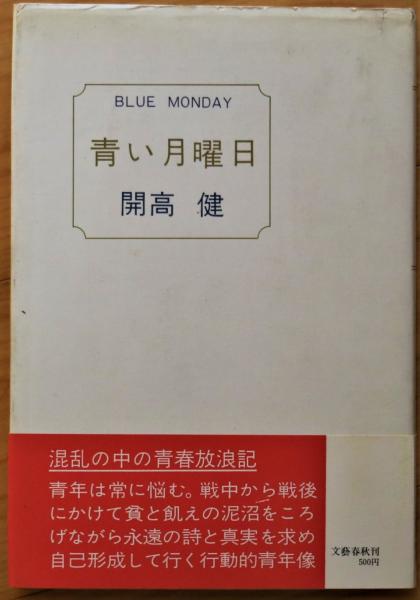 BLUE MONDAY
青い月曜日
開高 健
混乱の中の青春放浪記
青年は常に悩む。戦中から戦後
にかけて貧と飢えの泥沼をころ
げながら永遠の詩と真実を求め
自己形成して行く行動的青年像
文藝春秋刊
500円